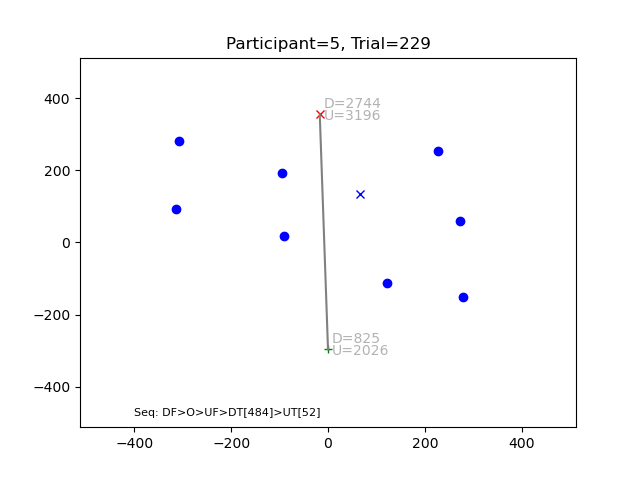 Participant=5, Trial=229
D=2744
U=3196
D=825
U=2026
Seq: DF>O>UF>DT[484]>UT[52]
400
200
0
−200
−400
−400 −200 0 200 400